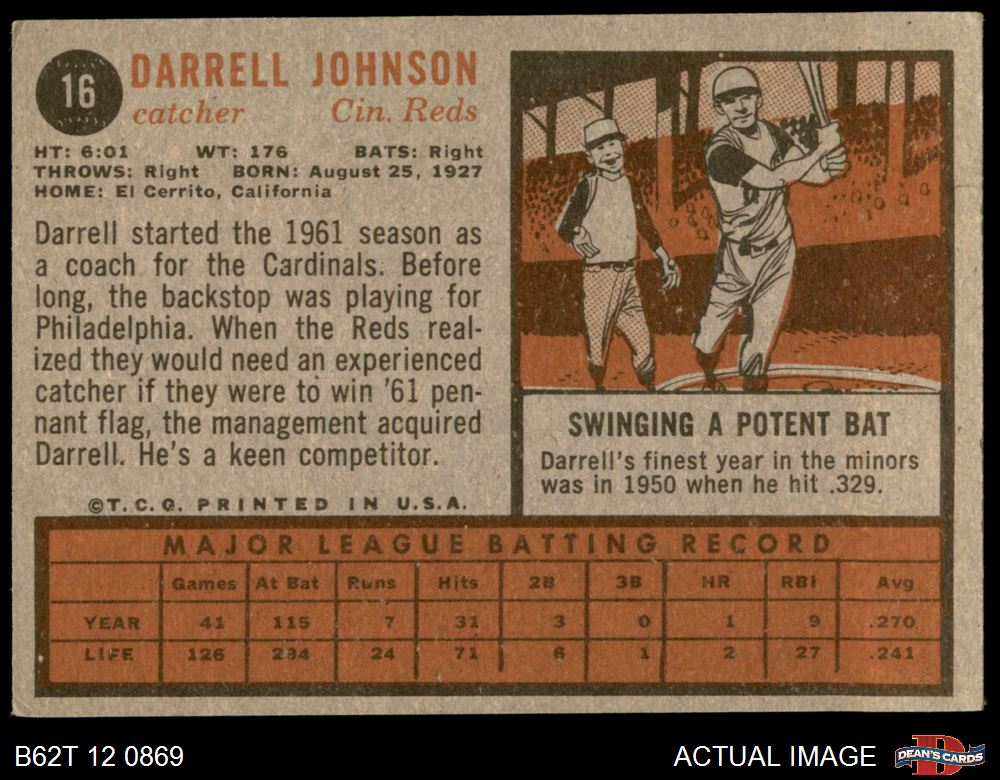 16
DARRELL JOHNSON
catcher Cin. Reds
HT: 6:01 WT: 176 BATS: Right
THROWS: Right BORN: August 25, 1927
HOME: El Cerrito, California
Darrell started the 1961 season as
a coach for the Cardinals. Before
long, the backstop was playing for
Philadelphia. When the Reds real-
ized they would need an experienced
catcher if they were to win '61 pen-
nant flag, the management acquired
Darrell. He's a keen competitor.
©T.C.G. PRINTED IN U.S.A.
SWINGING A POTENT BAT
Darrell's finest year in the minors
was in 1950 when he hit .329.
MAJOR LEAGUE BATTING RECORD
Games At Bat Runs Hits 2B 3B HR RBI Avg
YEAR 41 115 7 31 3 0 1 9 .270
LIFE 126 294 24 71 6 1 2 27 .241
B62T 12 0869
ACTUAL IMAGE
D
DEAN'S CARDS